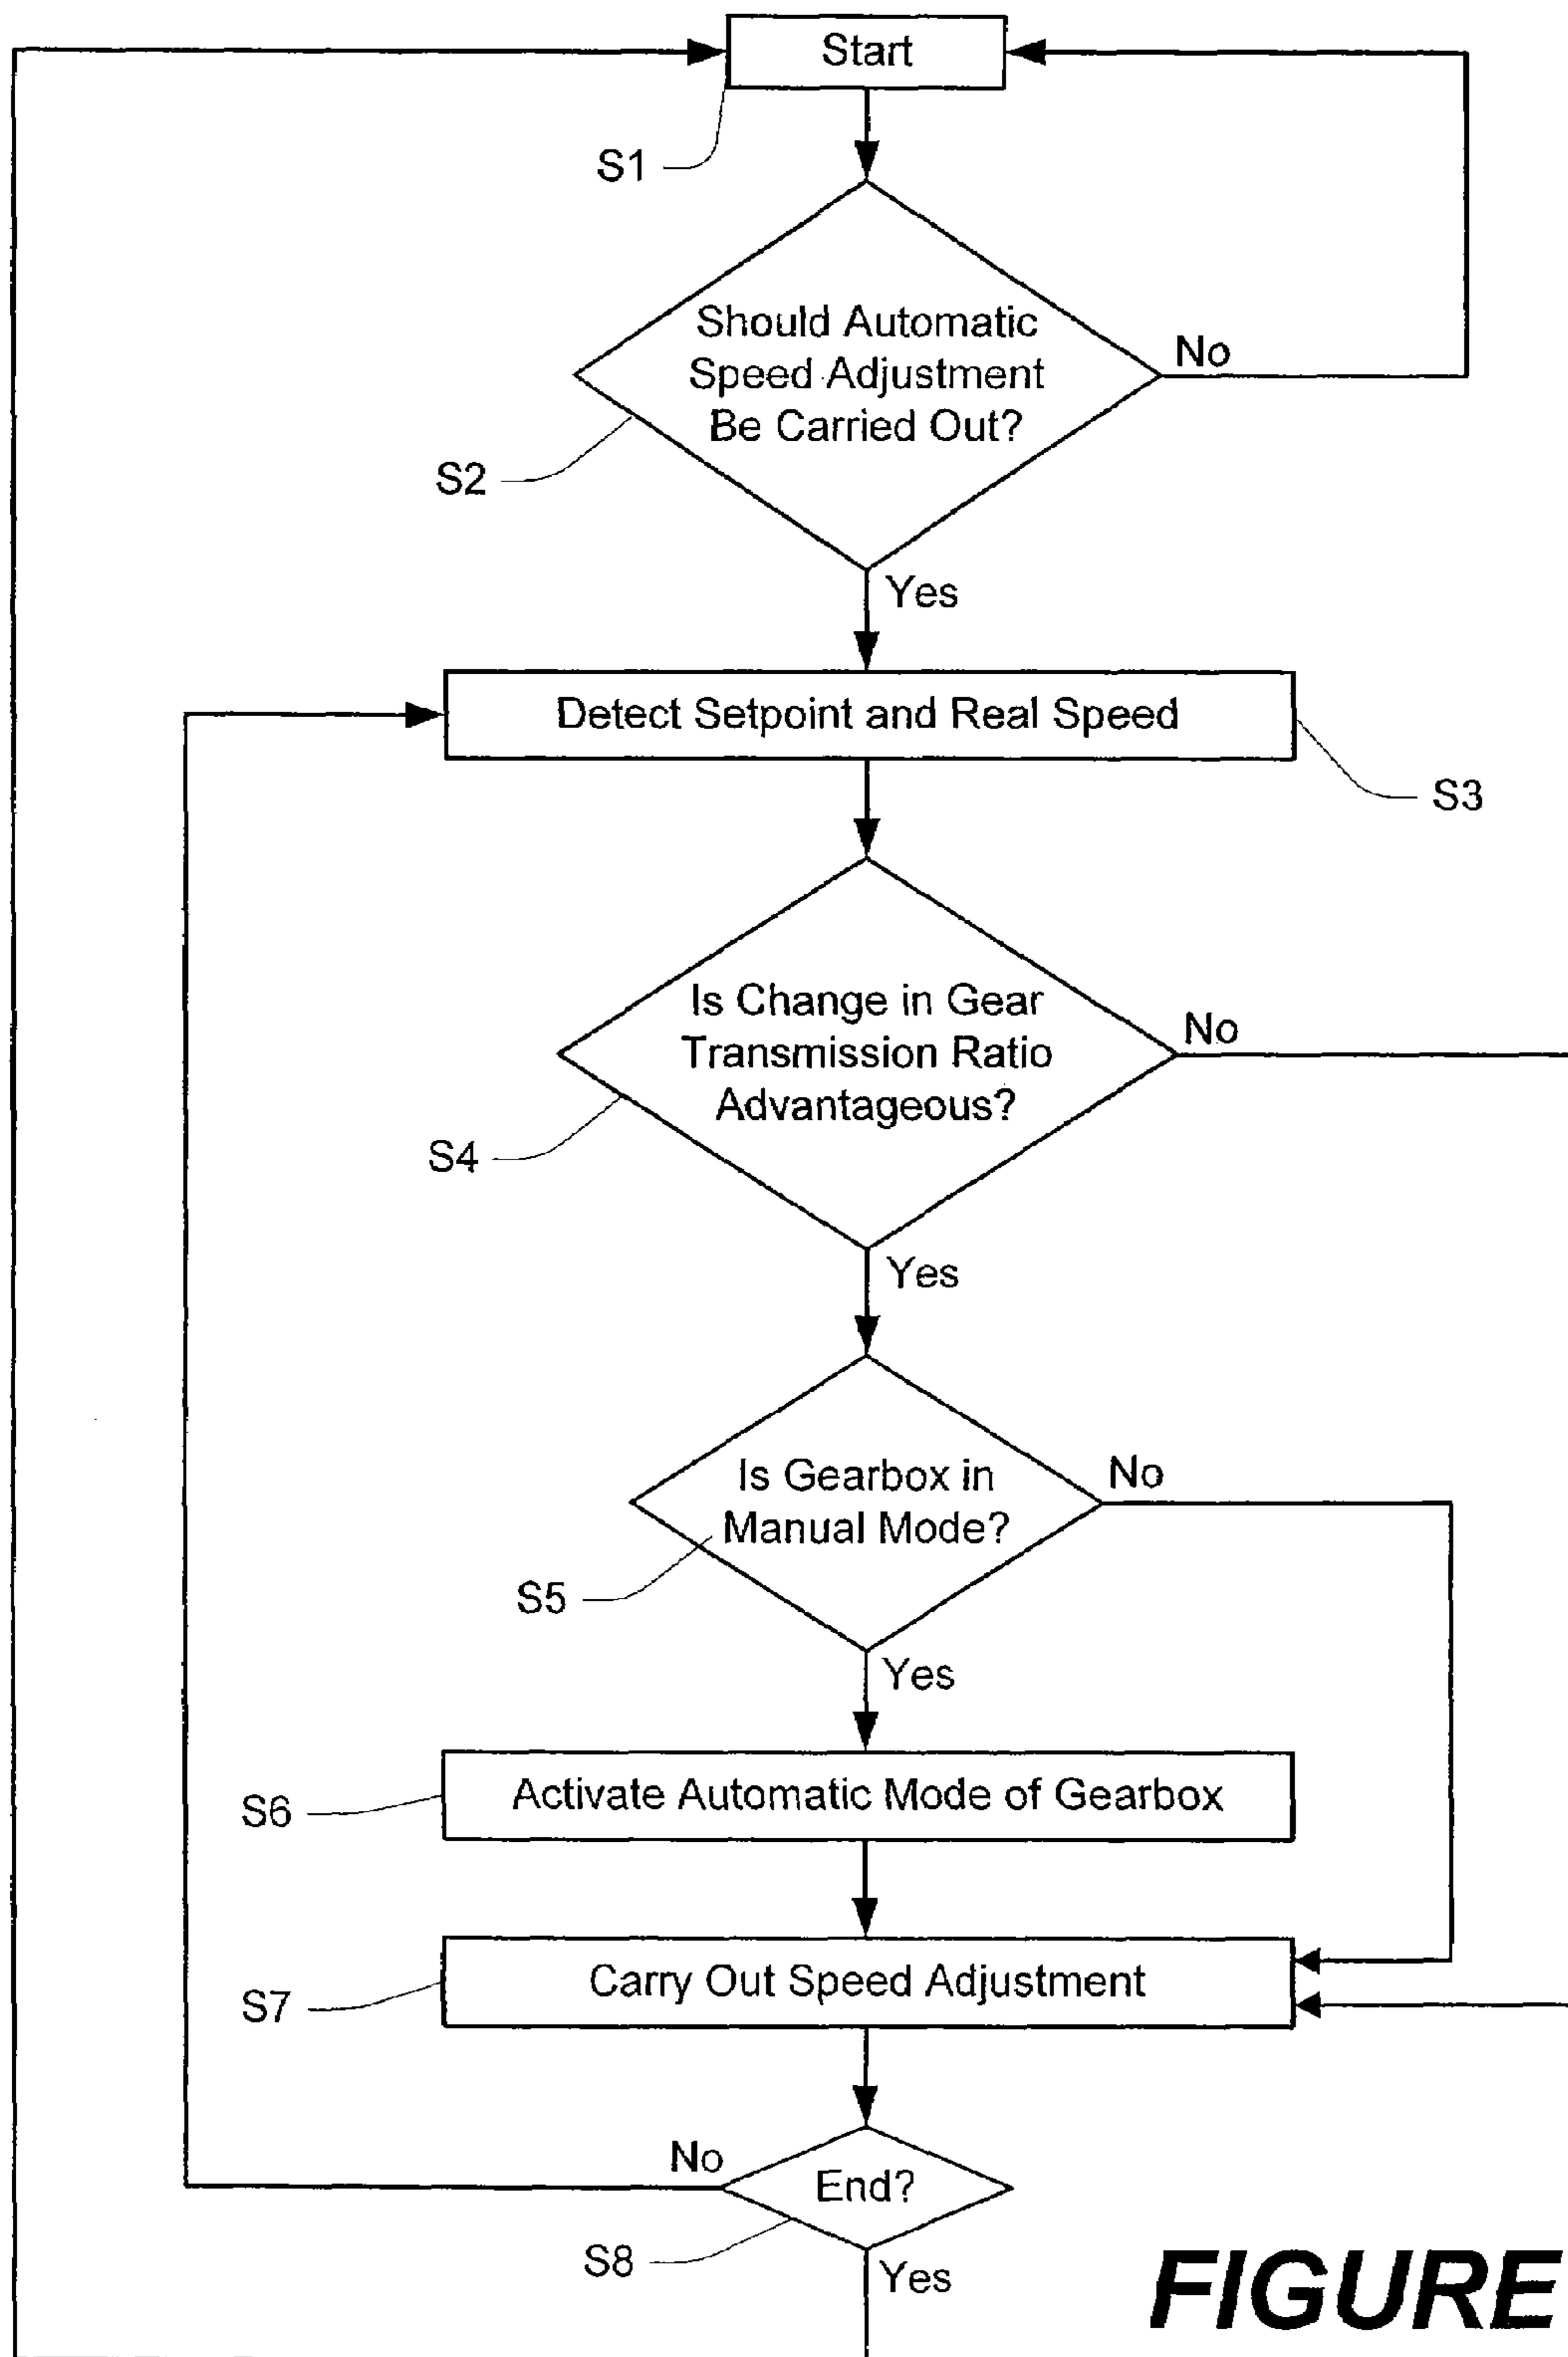 Start
S1
Should Automatic
Speed Adjustment
Be Carried Out?
No
S2
Yes
Detect Setpoint and Real Speed
S3
Is Change in Gear
Transmission Ratio
Advantageous?
No
S4
Yes
Is Gearbox in
Manual Mode?
No
S5
Yes
Activate Automatic Mode of Gearbox
S6
Carry Out Speed Adjustment
S7
No
End?
S8
Yes
FIGURE